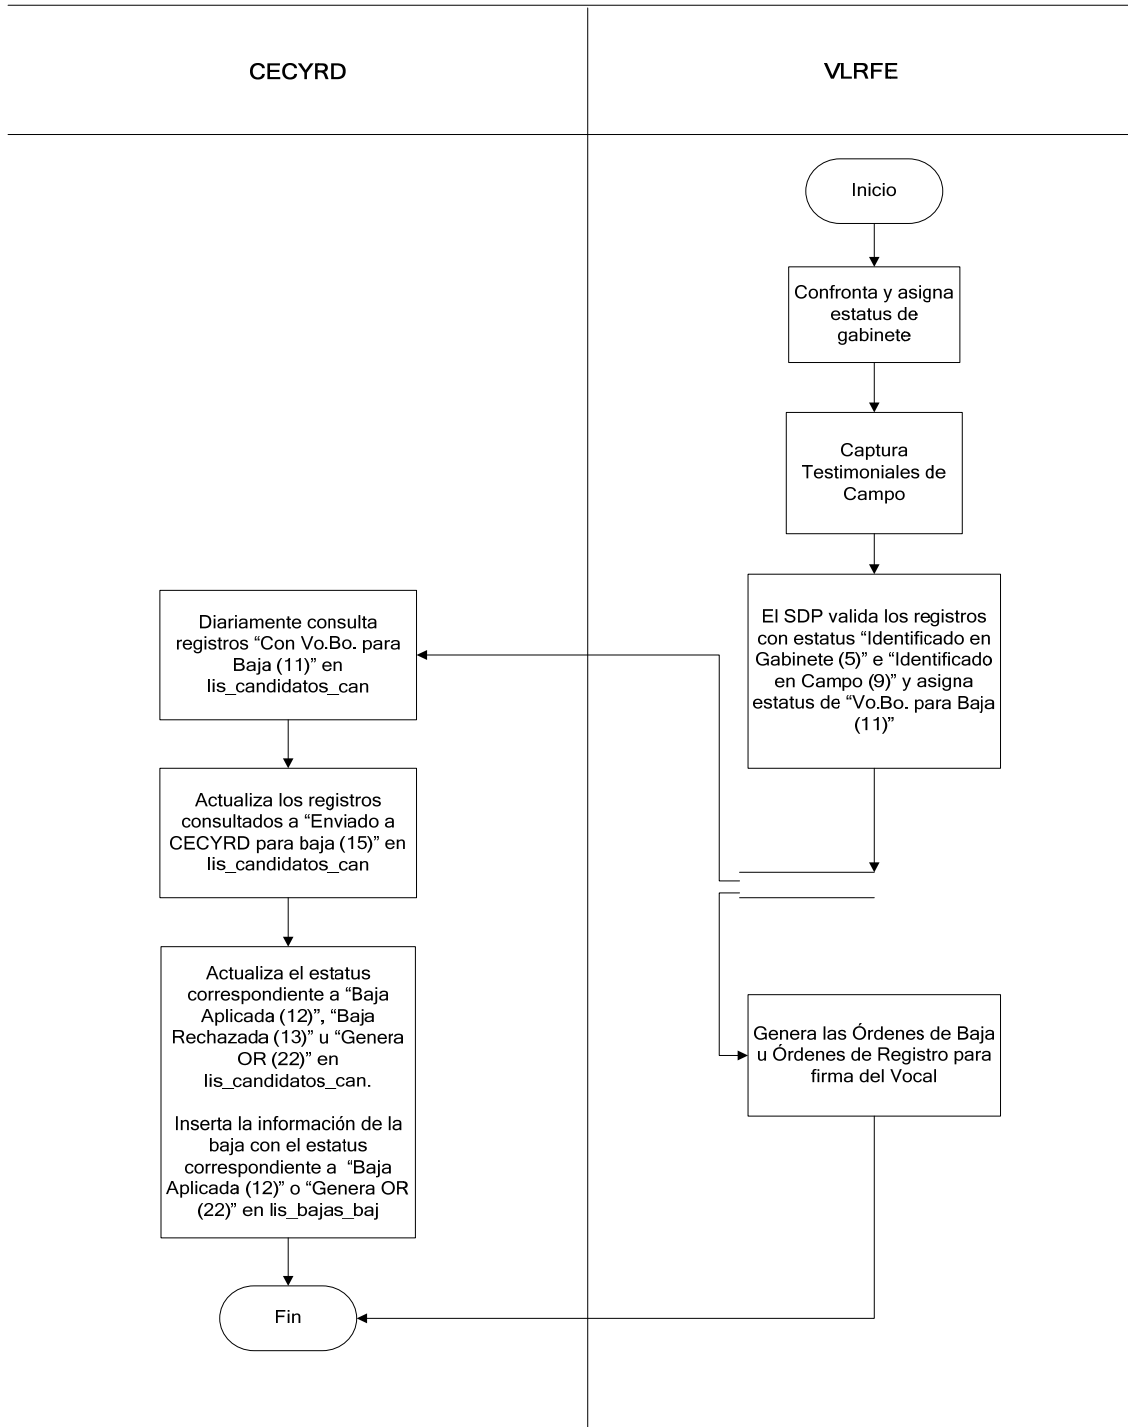 CECYRD
VLRFE
Inicio
Confronta y asigna
estatus de
gabinete
Captura
Testimoniales de
Campo
El SDP valida los registros
con estatus “Identificado en
Gabinete (5)” e “Identificado
en Campo (9)” y asigna
estatus de “Vo.Bo. para Baja
(11)”
Diariamente consulta
registros “Con Vo.Bo. para
Baja (11)” en
lis_candidatos_can
Actualiza los registros
consultados a “Enviado a
CECYRD para baja (15)” en
lis_candidatos_can
Actualiza el estatus
correspondiente a “Baja
Aplicada (12)”, “Baja
Rechazada (13)” u “Genera
OR (22)” en
lis_candidatos_can.
Inserta la información de la
baja con el estatus
correspondiente a “Baja
Aplicada (12)” o “Genera OR
(22)” en lis_bajas_baj
Genera las Órdenes de Baja
u Órdenes de Registro para
firma del Vocal
Fin